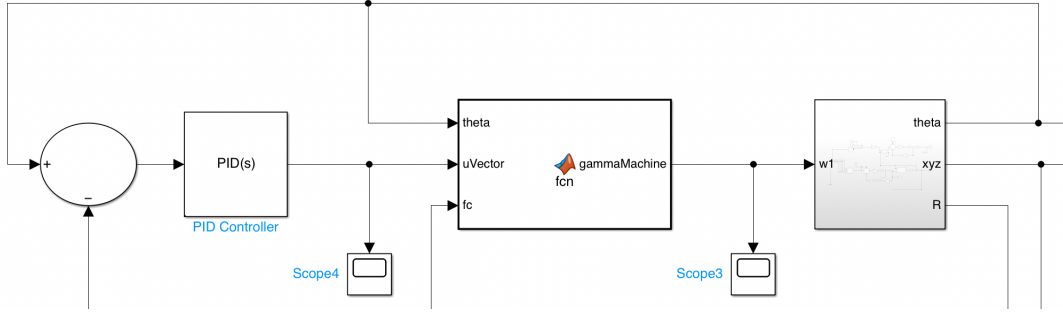 +
−
PID(s)
PID Controller
Scope4
theta
uVector
fc
fcn
gammaMachine
Scope3
w1
theta
xyz
R